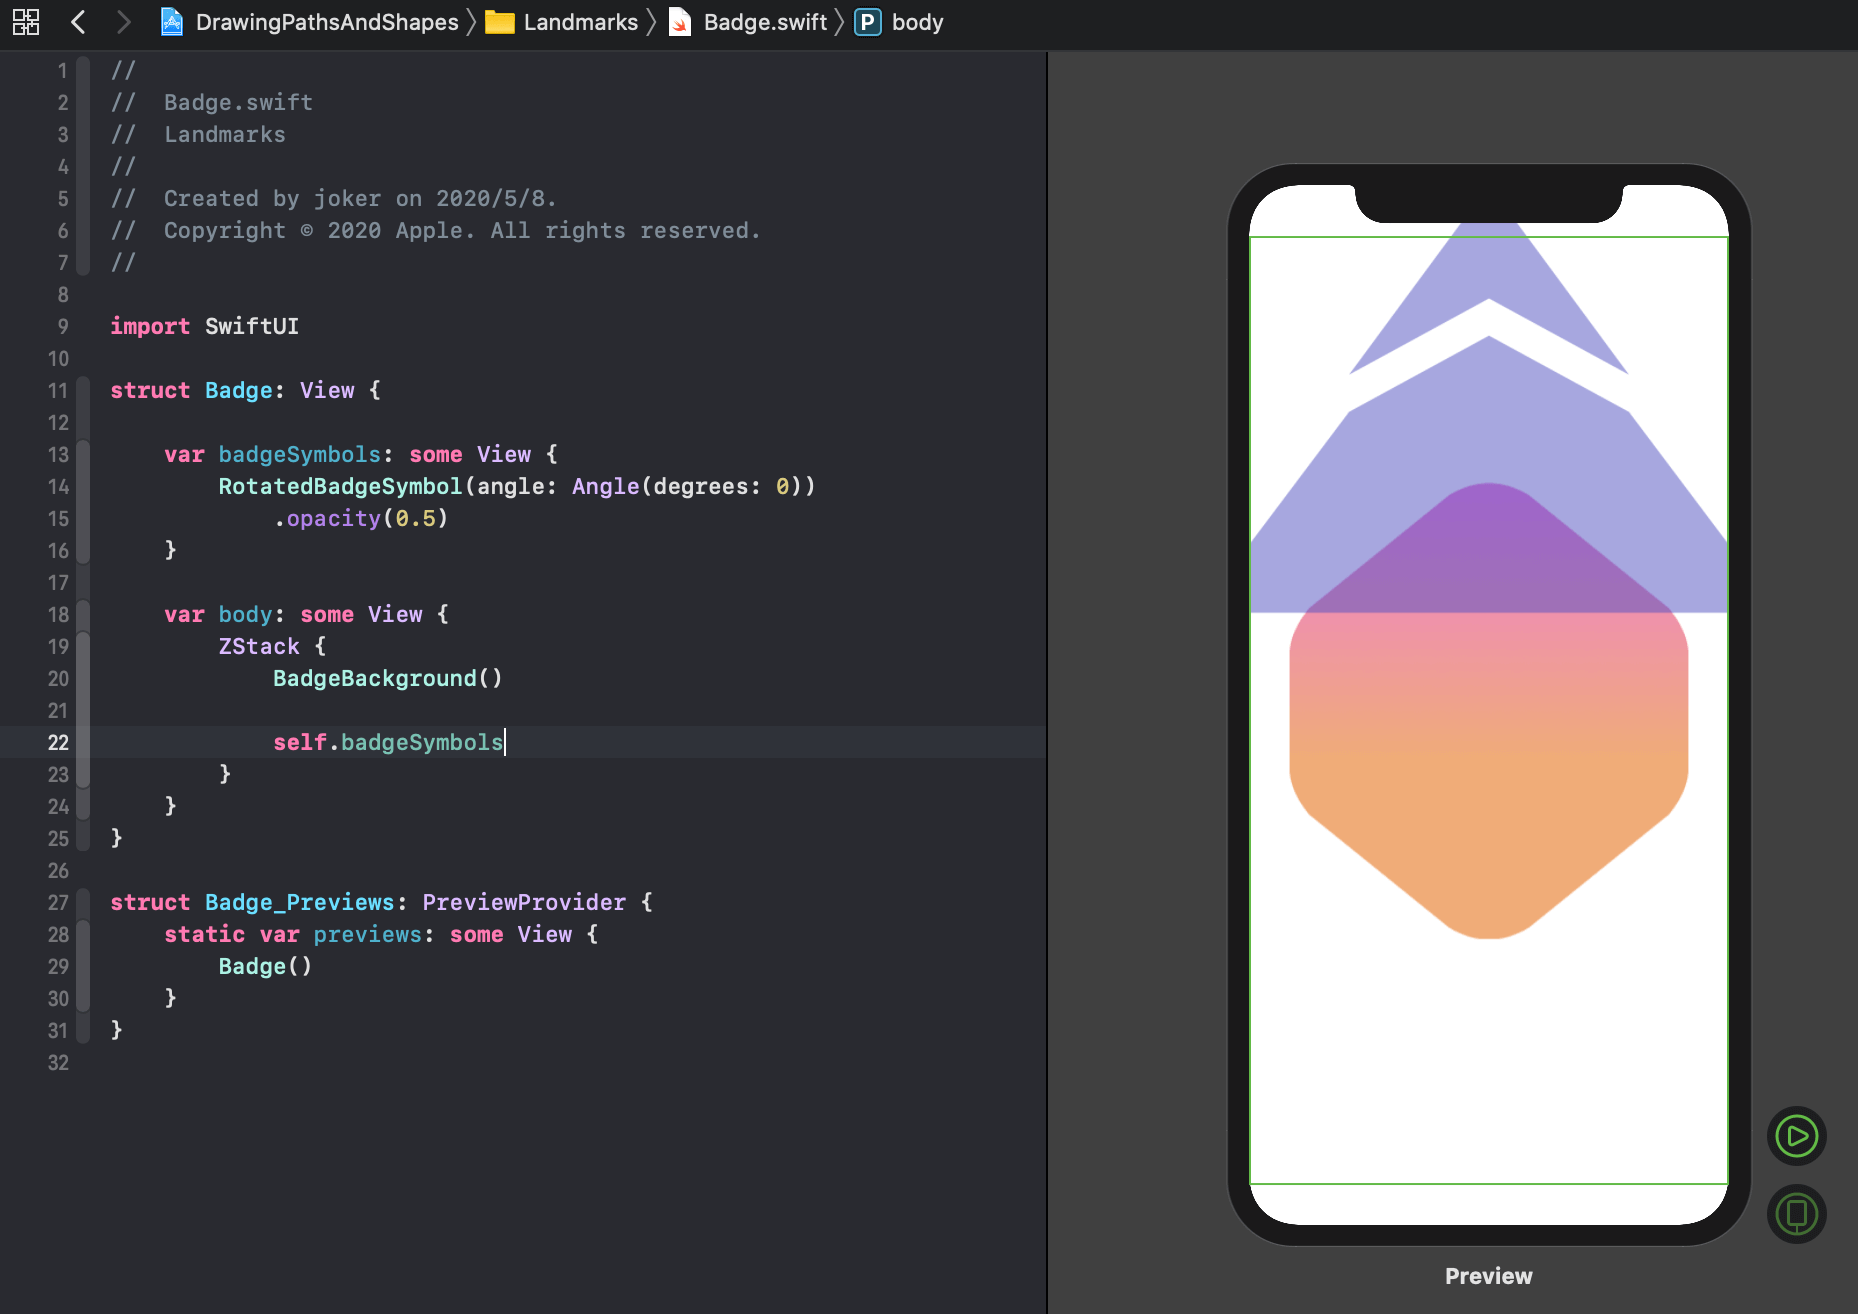 DrawingPathsAndShapes 〉 Landmarks 〉 Badge.swift 〉 P body
1 //
2 //  Badge.swift
3 //  Landmarks
4 //
5 //  Created by joker on 2020/5/8.
6 //  Copyright © 2020 Apple. All rights reserved.
7 //
8
9 import SwiftUI
10
11 struct Badge: View {
12
13     var badgeSymbols: some View {
14         RotatedBadgeSymbol(angle: Angle(degrees: 0))
15             .opacity(0.5)
16     }
17
18     var body: some View {
19         ZStack {
20             BadgeBackground()
21
22             self.badgeSymbols
23         }
24     }
25 }
26
27 struct Badge_Previews: PreviewProvider {
28     static var previews: some View {
29         Badge()
30     }
31 }
32
Preview